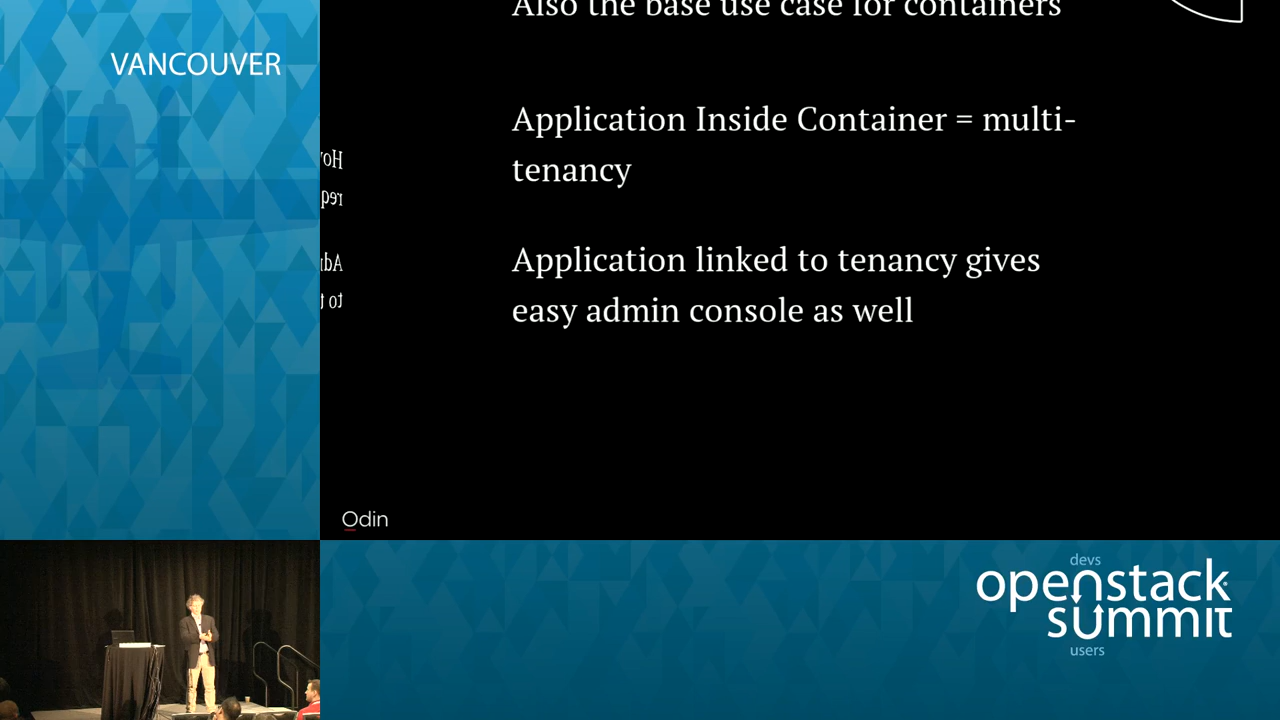 VANCOUVER
Also the base use case for containers
Application Inside Container = multi-
tenancy
Application linked to tenancy gives
easy admin console as well
Odin
devs
openstack
summit
users